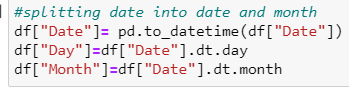 #splitting date into date and month
df["Date"]= pd.to_datetime(df["Date"])
df["Day"]=df["Date"].dt.day
df["Month"]=df["Date"].dt.month